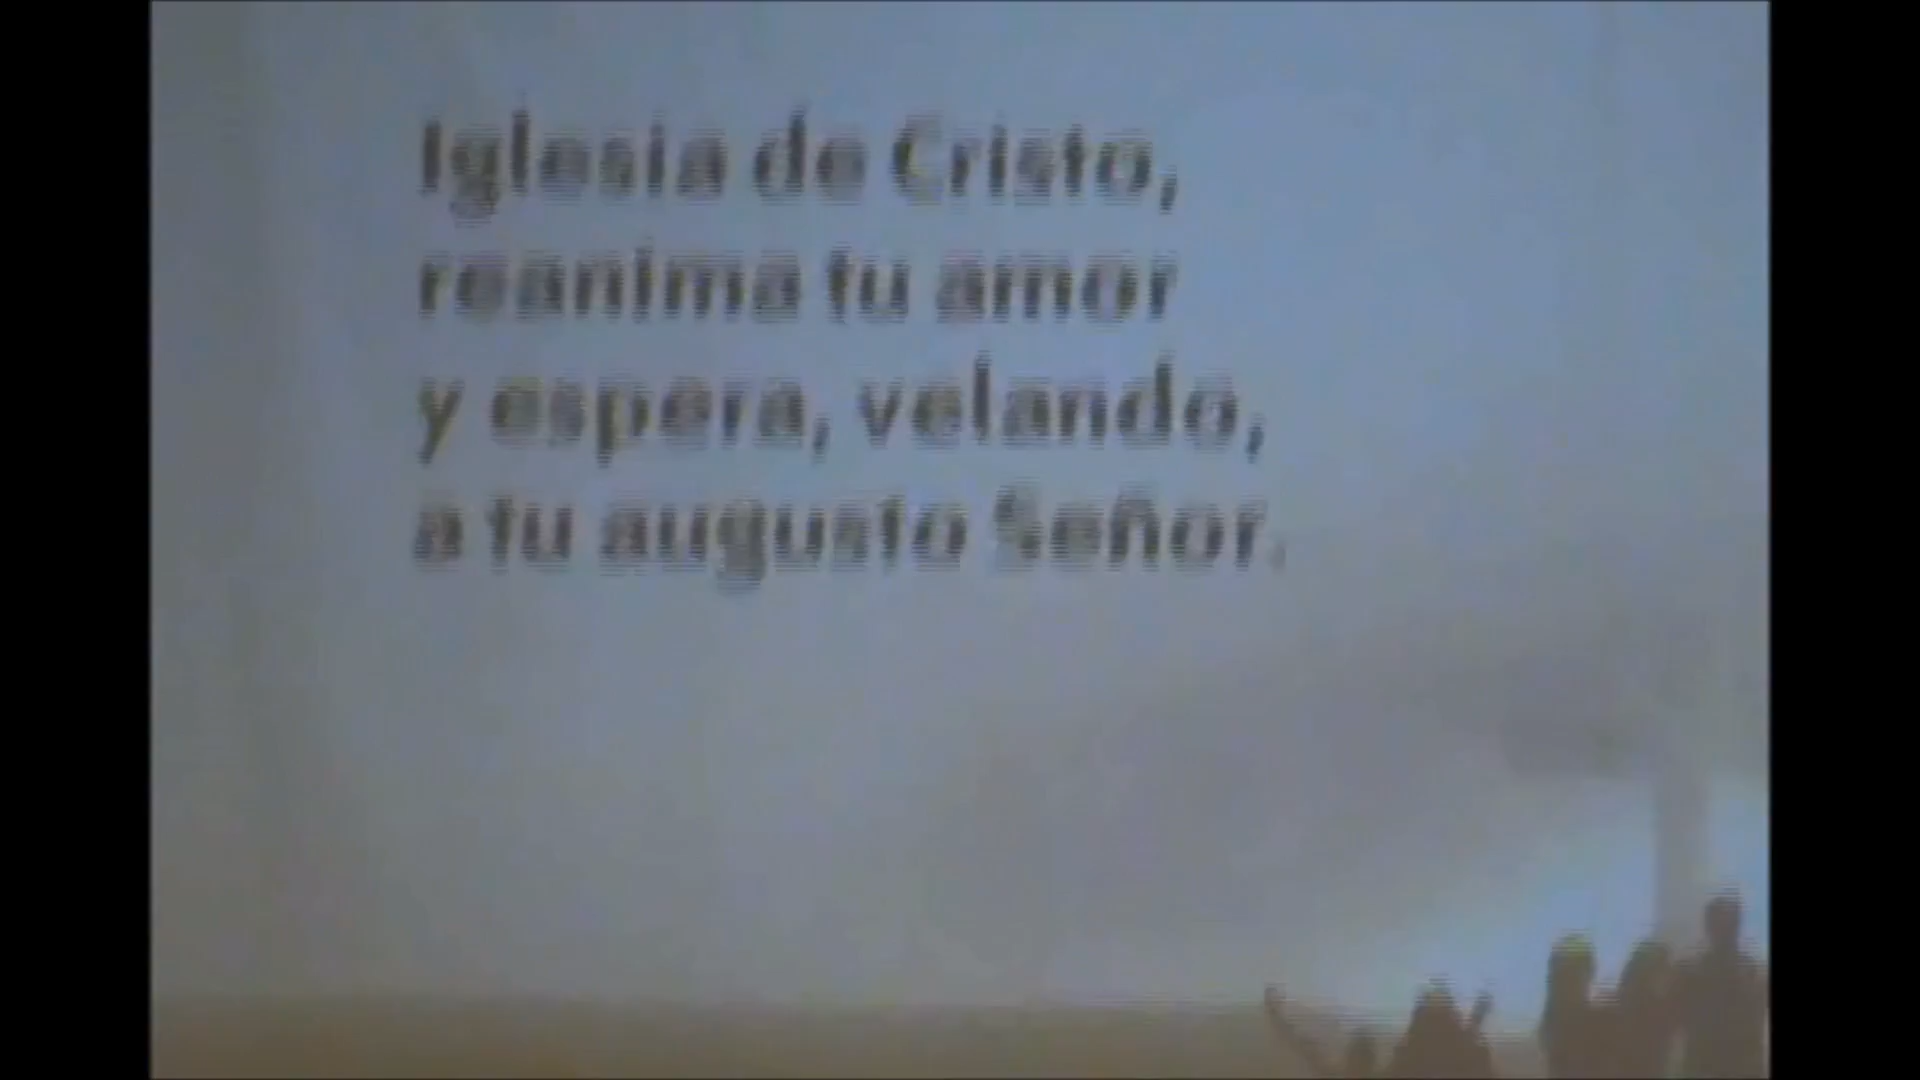 Iglesia de Cristo,
reanima tu amor
y espera, velando,
a tu augusto Señor.